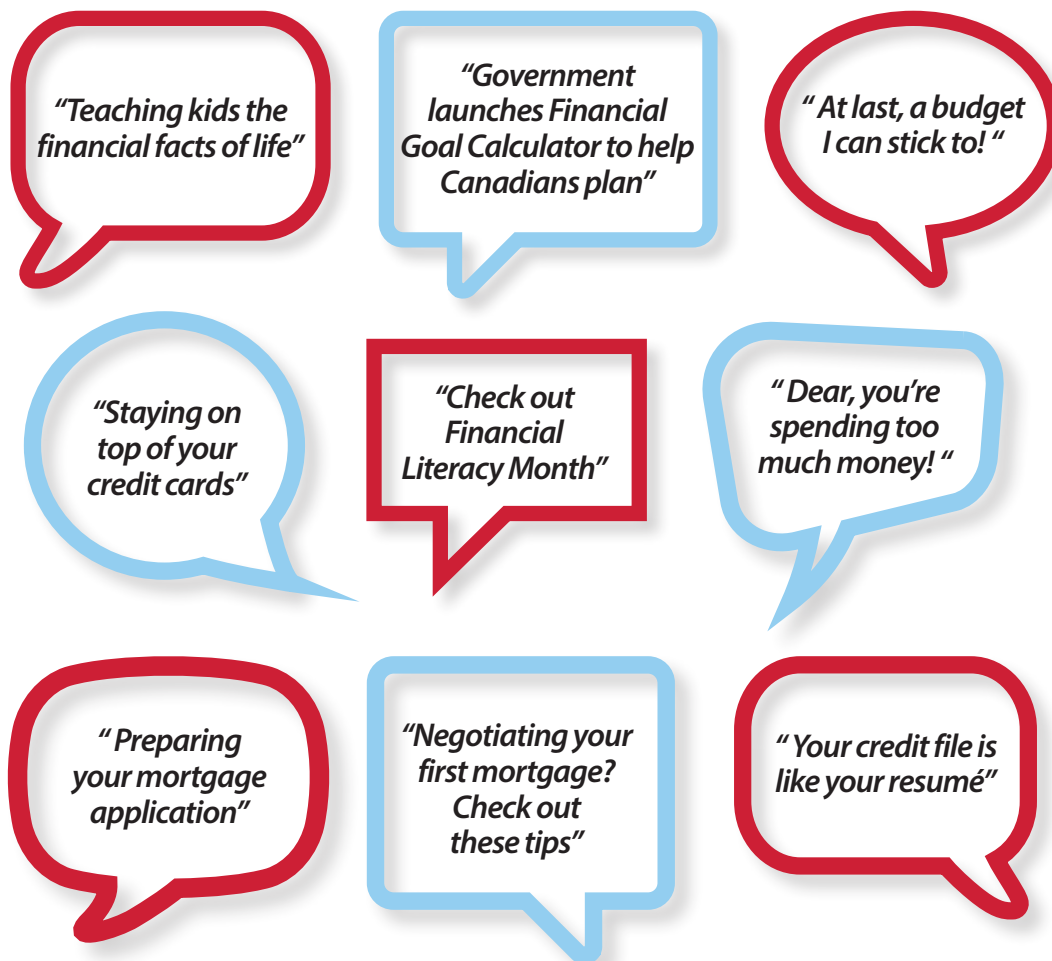 “Teaching kids the
financial facts of life”
“Government
launches Financial
Goal Calculator to help
Canadians plan”
“ At last, a budget
I can stick to! “
“Staying on
top of your
credit cards”
“Check out
Financial
Literacy Month”
“ Dear, you’re
spending too
much money! “
“ Preparing
your mortgage
application”
“Negotiating your
first mortgage?
Check out
these tips”
“ Your credit file is
like your resumé”